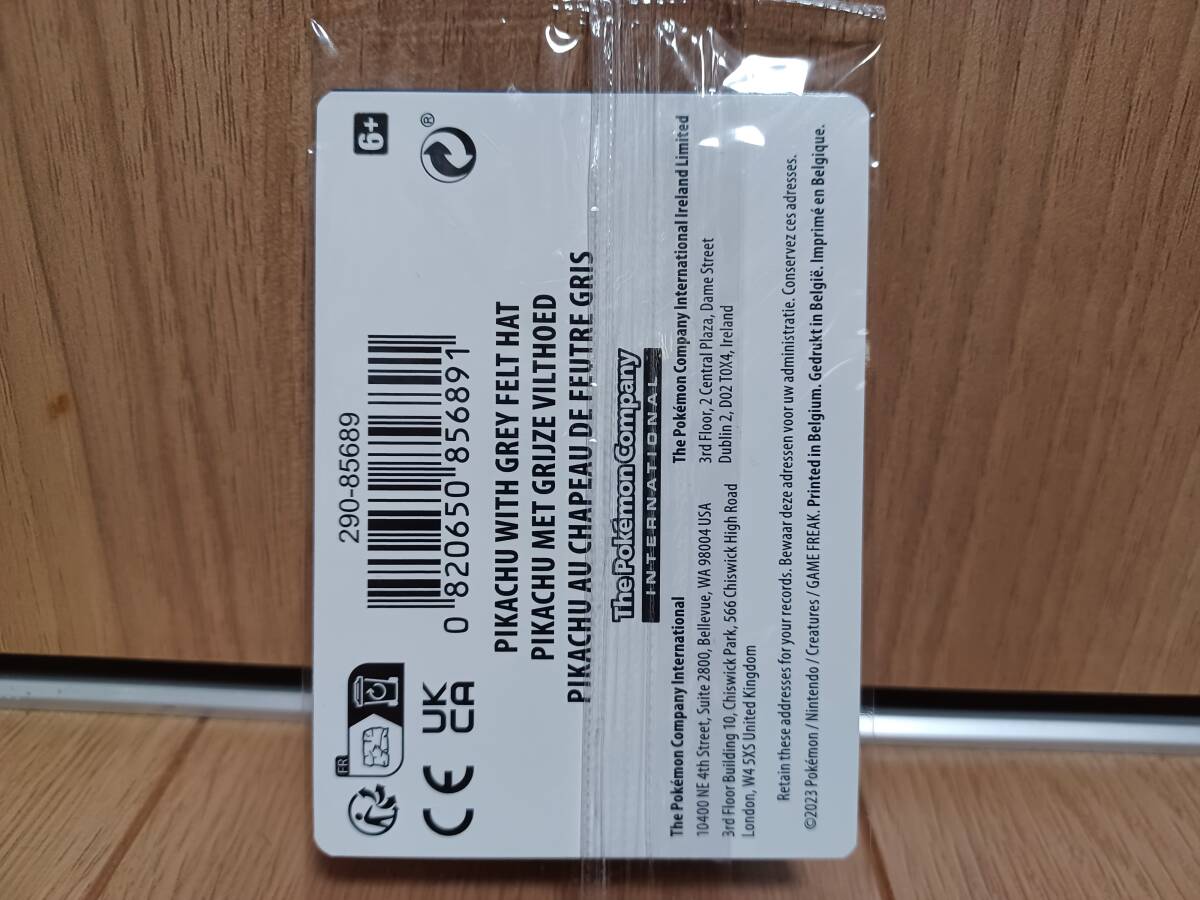 FR
6+
®
CE
UK
CA
290-85689
0 820650 856891
PIKACHU WITH GREY FELT HAT
PIKACHU MET GRIJZE VILTHOED
PIKACHU AU CHAPEAU DE FEUTRE GRIS
The Pokémon Company
INTERNATIONAL
The Pokémon Company International
10400 NE 4th Street, Suite 2800, Bellevue, WA 98004 USA
3rd Floor Building 10, Chiswick Park, 566 Chiswick High Road
London, W4 5XS United Kingdom
The Pokémon Company International Ireland Limited
3rd Floor, 2 Central Plaza, Dame Street
Dublin 2, D02 T0X4, Ireland
Retain these addresses for your records. Bewaar deze adressen voor uw administratie. Conservez ces adresses.
©2023 Pokémon / Nintendo / Creatures / GAME FREAK. Printed in Belgium. Gedrukt in België. Imprimé en Belgique.